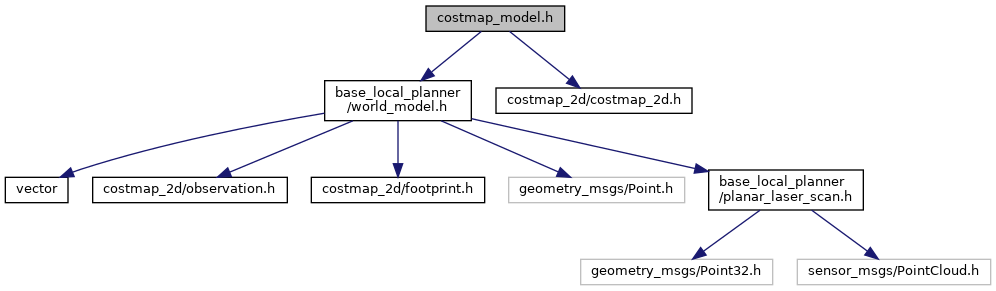 costmap_model.h
base_local_planner
/world_model.h
costmap_2d/costmap_2d.h
vector
costmap_2d/observation.h
costmap_2d/footprint.h
geometry_msgs/Point.h
base_local_planner
/planar_laser_scan.h
geometry_msgs/Point32.h
sensor_msgs/PointCloud.h